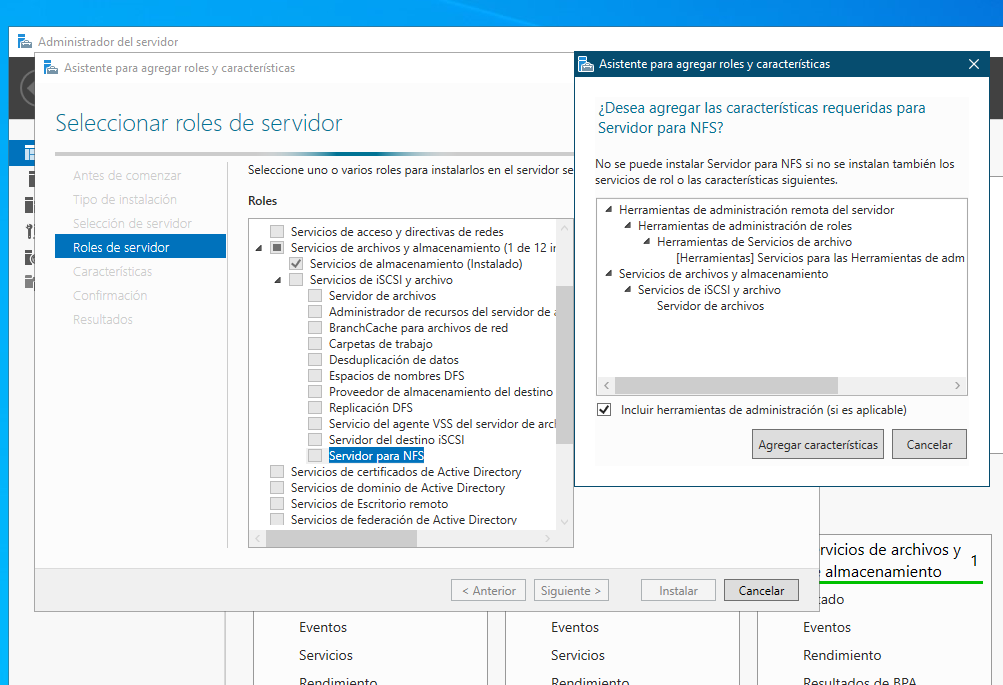 Administrador del servidor
Asistente para agregar roles y características
Seleccionar roles de servidor
Antes de comenzar
Tipo de instalación
Selección de servidor
Roles de servidor
Características
Confirmación
Resultados
Seleccione uno o varios roles para instalarlos en el servidor se
Roles
Servicios de acceso y directivas de redes
Servicios de archivos y almacenamiento (1 de 12 in
Servicios de almacenamiento (Instalado)
Servicios de iSCSI y archivo
Servidor de archivos
Administrador de recursos del servidor de a
BranchCache para archivos de red
Carpetas de trabajo
Desduplicación de datos
Espacios de nombres DFS
Proveedor de almacenamiento del destino
Replicación DFS
Servicio del agente VSS del servidor de arch
Servidor del destino iSCSI
Servidor para NFS
Servicios de certificados de Active Directory
Servicios de dominio de Active Directory
Servicios de Escritorio remoto
Servicios de federación de Active Directory
< Anterior
Siguiente >
Instalar
Cancelar
Asistente para agregar roles y características
¿Desea agregar las características requeridas para
Servidor para NFS?
No se puede instalar Servidor para NFS si no se instalan también los
servicios de rol o las características siguientes.
Herramientas de administración remota del servidor
Herramientas de administración de roles
Herramientas de Servicios de archivo
[Herramientas] Servicios para las Herramientas de adm
Servicios de archivos y almacenamiento
Servicios de iSCSI y archivo
Servidor de archivos
Incluir herramientas de administración (si es aplicable)
Agregar características
Cancelar
rvicios de archivos y
almacenamiento
1
tado
Eventos
Servicios
Rendimiento
Eventos
Servicios
Rendimiento
Eventos
Rendimiento
Resultados de BPA